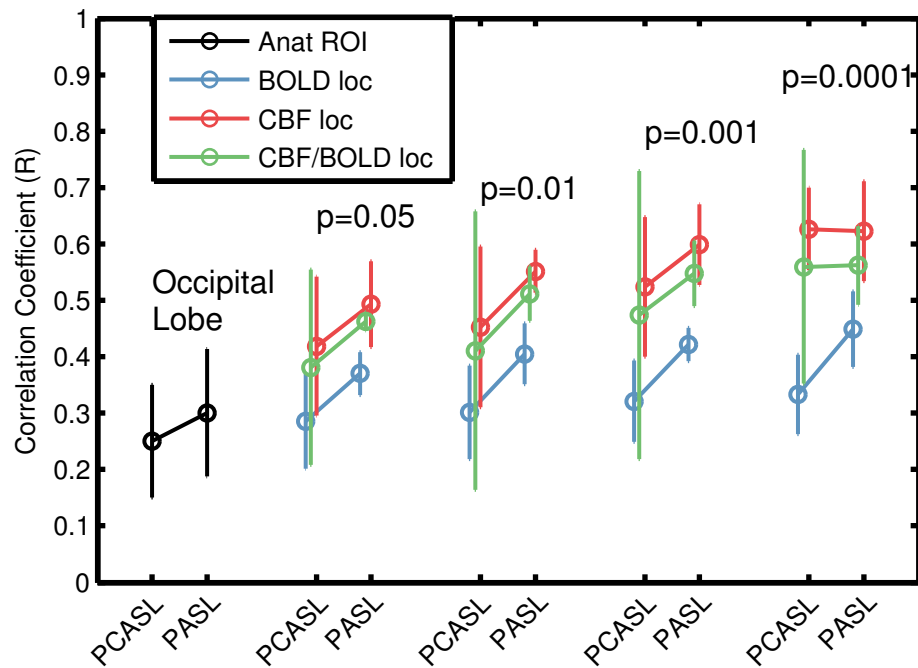 1
0.9
0.8
0.7
0.6
0.5
0.4
0.3
0.2
0.1
0
Correlation Coefficient (R)
Anat ROI
BOLD loc
CBF loc
CBF/BOLD loc
Occipital
Lobe
p=0.05
p=0.01
p=0.001
p=0.0001
PCASL
PASL
PCASL
PASL
PCASL
PASL
PCASL
PASL
PCASL
PASL